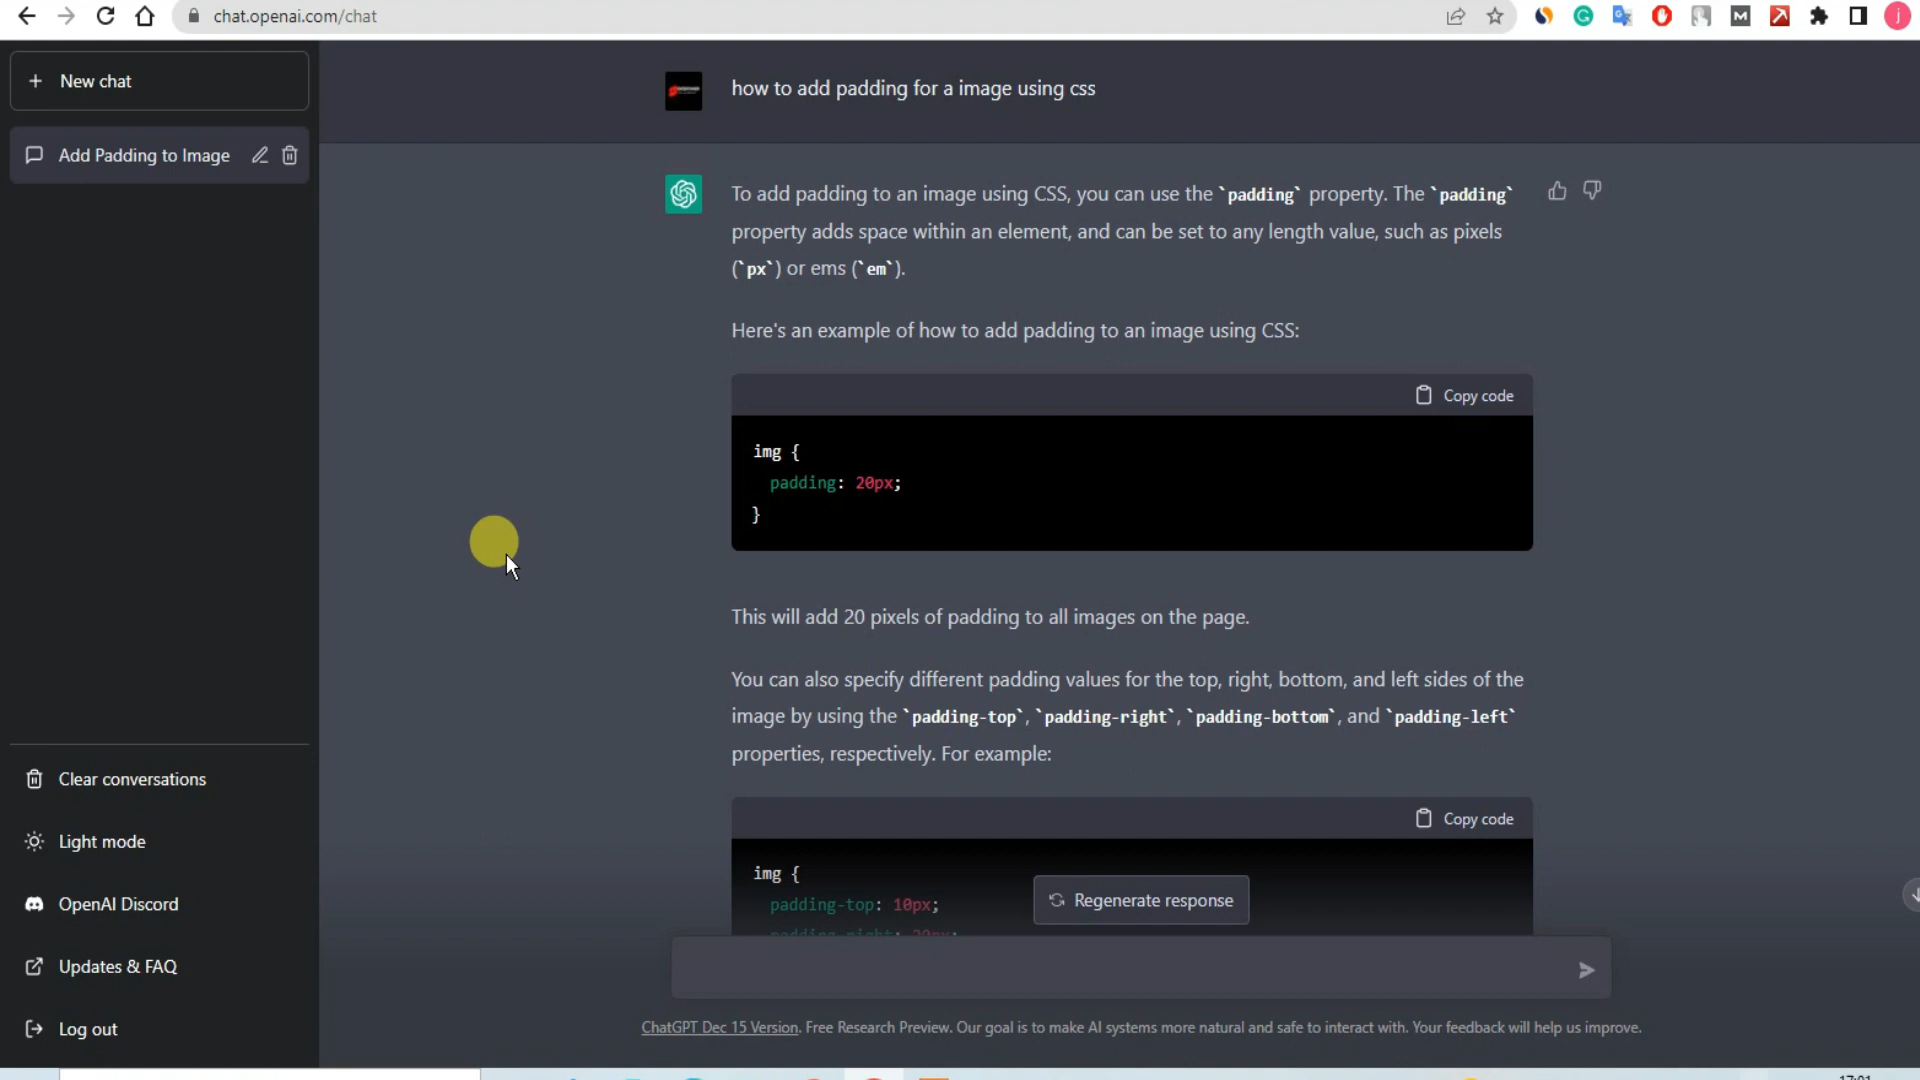 chat.openai.com/chat
New chat
Add Padding to Image
how to add padding for a image using css
To add padding to an image using CSS, you can use the `padding` property. The `padding`
property adds space within an element, and can be set to any length value, such as pixels
(`px`) or ems (`em`).
Here's an example of how to add padding to an image using CSS:
Copy code
img {
padding: 20px;
}
This will add 20 pixels of padding to all images on the page.
You can also specify different padding values for the top, right, bottom, and left sides of the
image by using the `padding-top`, `padding-right`, `padding-bottom`, and `padding-left`
properties, respectively. For example:
Copy code
img {
padding-top: 10px;
padding-right: 20px;
Regenerate response
Clear conversations
Light mode
OpenAI Discord
Updates & FAQ
Log out
ChatGPT Dec 15 Version. Free Research Preview. Our goal is to make AI systems more natural and safe to interact with. Your feedback will help us improve.